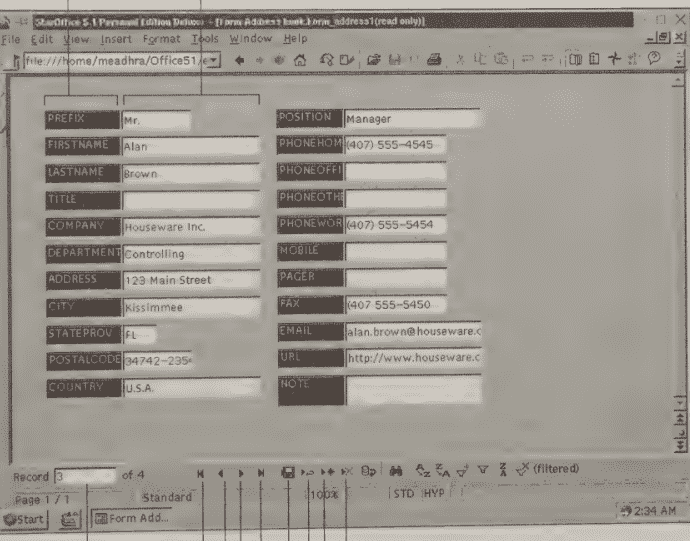 StarOffice 5.1 Personal Edition Deluxe - [Form Address book.Form_address1(read only)]
File Edit View Insert Format Tools Window Help
file:///home/meadhra/Office51/e
PREFIX Mr.
FIRSTNAME Alan
LASTNAME Brown
TITLE
COMPANY Houseware Inc.
DEPARTMENT Controlling
ADDRESS 123 Main Street
CITY Kissimmee
STATEPROV FL
POSTALCODE 34742-235
COUNTRY U.S.A.
POSITION Manager
PHONEHOM (407) 555-4545
PHONEOFFI
PHONEOTHE
PHONEWOR (407) 555-5454
MOBILE
PAGER
FAX (407 555-5450
EMAIL alan.brown@houseware.c
URL http://www.houseware.c
NOTE
Record 3 of 4 (filtered)
Page 1 / 1 Standard 100% STD HYP
Start Form Add... 2:34 AM